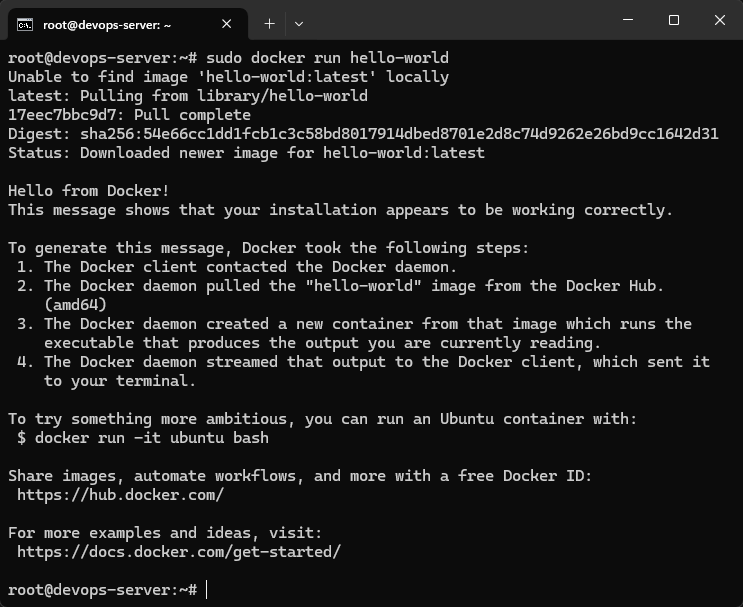 root@devops-server: ~
root@devops-server:~# sudo docker run hello-world
Unable to find image 'hello-world:latest' locally
latest: Pulling from library/hello-world
17eec7bbc9d7: Pull complete
Digest: sha256:54e66cc1dd1fcb1c3c58bd8017914dbed8701e2d8c74d9262e26bd9cc1642d31
Status: Downloaded newer image for hello-world:latest

Hello from Docker!
This message shows that your installation appears to be working correctly.

To generate this message, Docker took the following steps:
 1. The Docker client contacted the Docker daemon.
 2. The Docker daemon pulled the "hello-world" image from the Docker Hub.
    (amd64)
 3. The Docker daemon created a new container from that image which runs the
    executable that produces the output you are currently reading.
 4. The Docker daemon streamed that output to the Docker client, which sent it
    to your terminal.

To try something more ambitious, you can run an Ubuntu container with:
 $ docker run -it ubuntu bash

Share images, automate workflows, and more with a free Docker ID:
 https://hub.docker.com/

For more examples and ideas, visit:
 https://docs.docker.com/get-started/

root@devops-server:~#